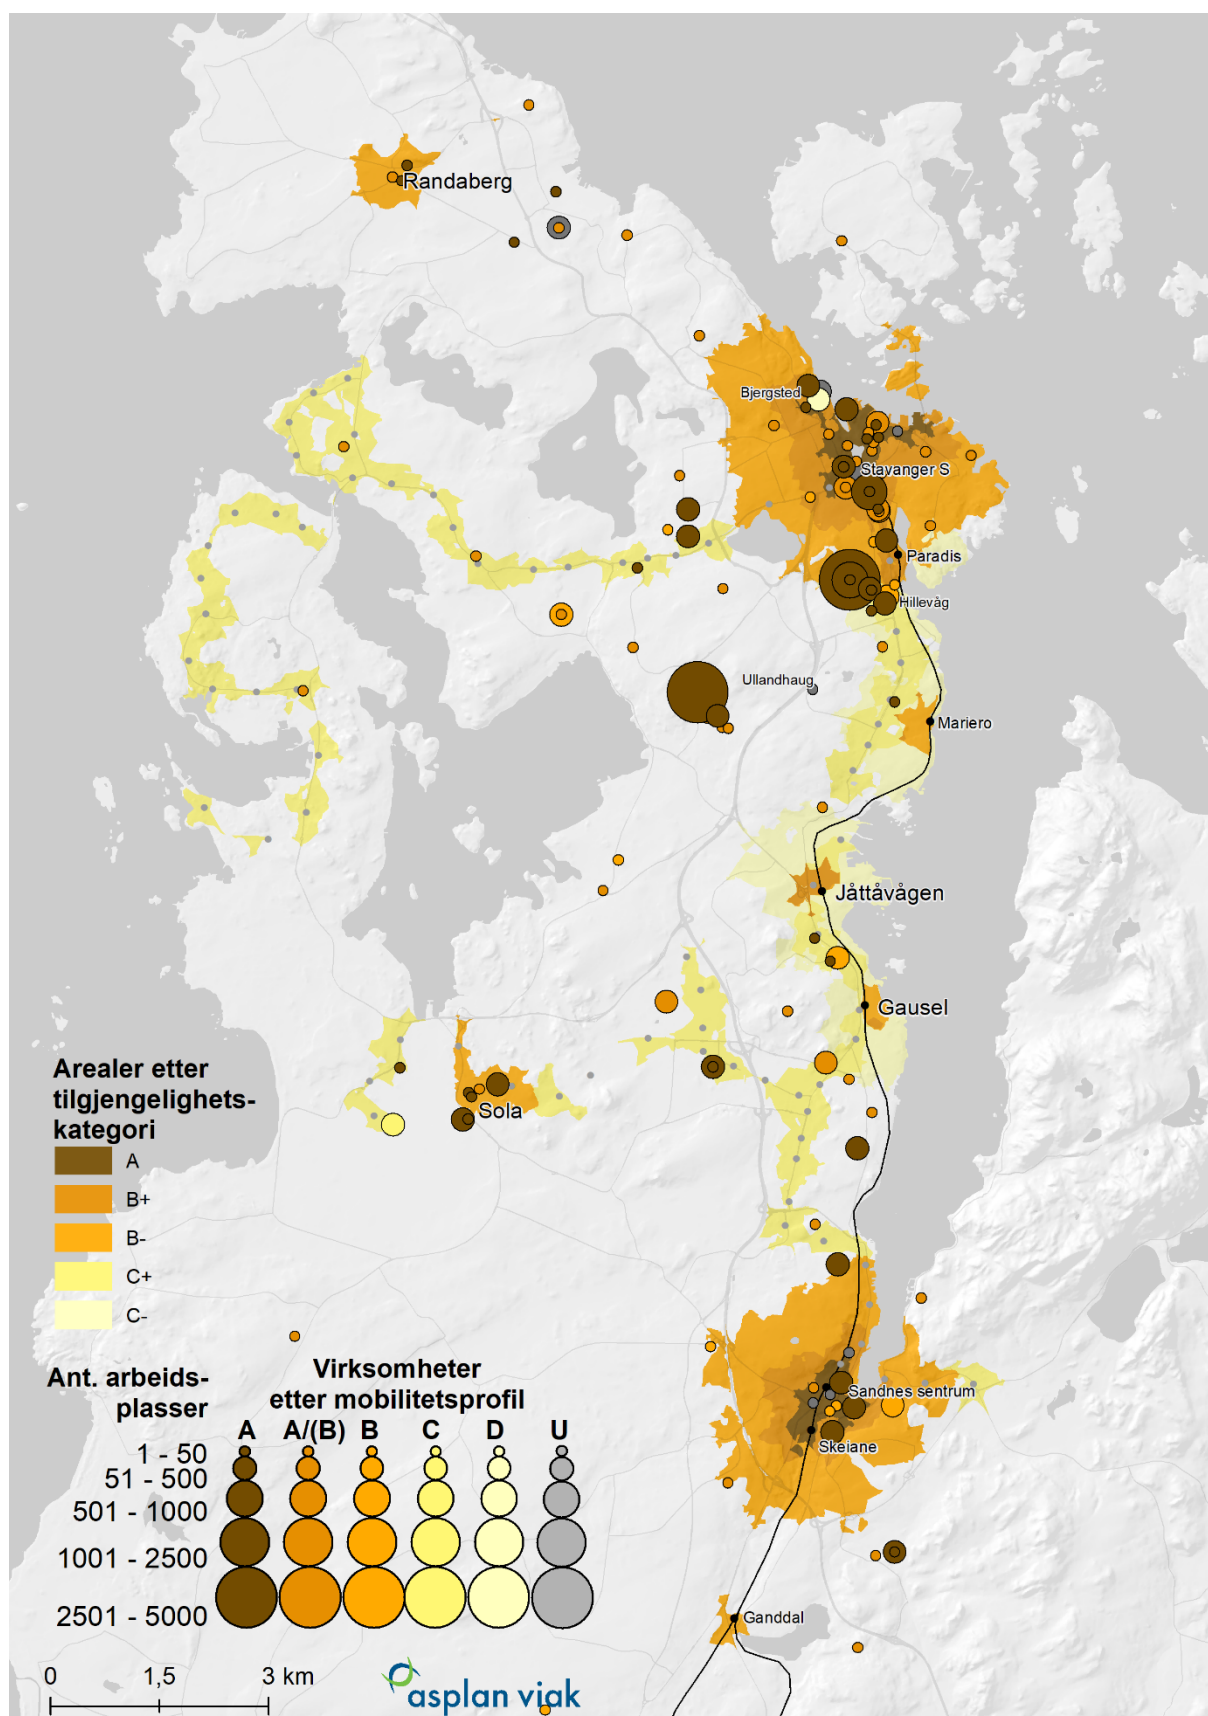 Randaberg
Bjergsted
Stavanger S
Paradis
Hillevåg
Ullandhaug
Mariero
Jåttåvågen
Gausel
Sola
Sandnes sentrum
Skeiane
Ganddal
Arealer etter
tilgjengelighets-
kategori
A
B+
B-
C+
C-
Ant. arbeids-
plasser
Virksomheter
etter mobilitetsprofil
A A/(B) B C D U
1 - 50
51 - 500
501 - 1000
1001 - 2500
2501 - 5000
0 1,5 3 km
asplan viak